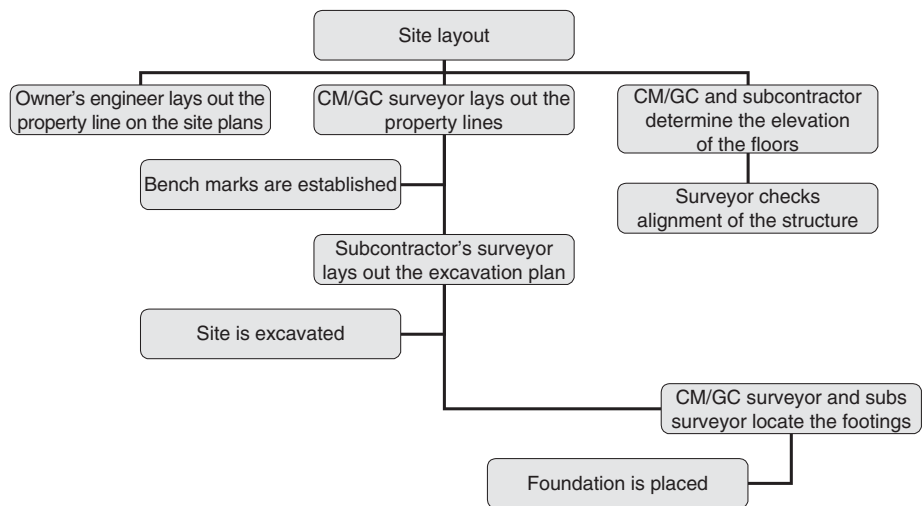 Site layout
Owner's engineer lays out the
property line on the site plans
CM/GC surveyor lays out the
property lines
CM/GC and subcontractor
determine the elevation
of the floors
Bench marks are established
Surveyor checks
alignment of the structure
Subcontractor's surveyor
lays out the excavation plan
Site is excavated
CM/GC surveyor and subs
surveyor locate the footings
Foundation is placed